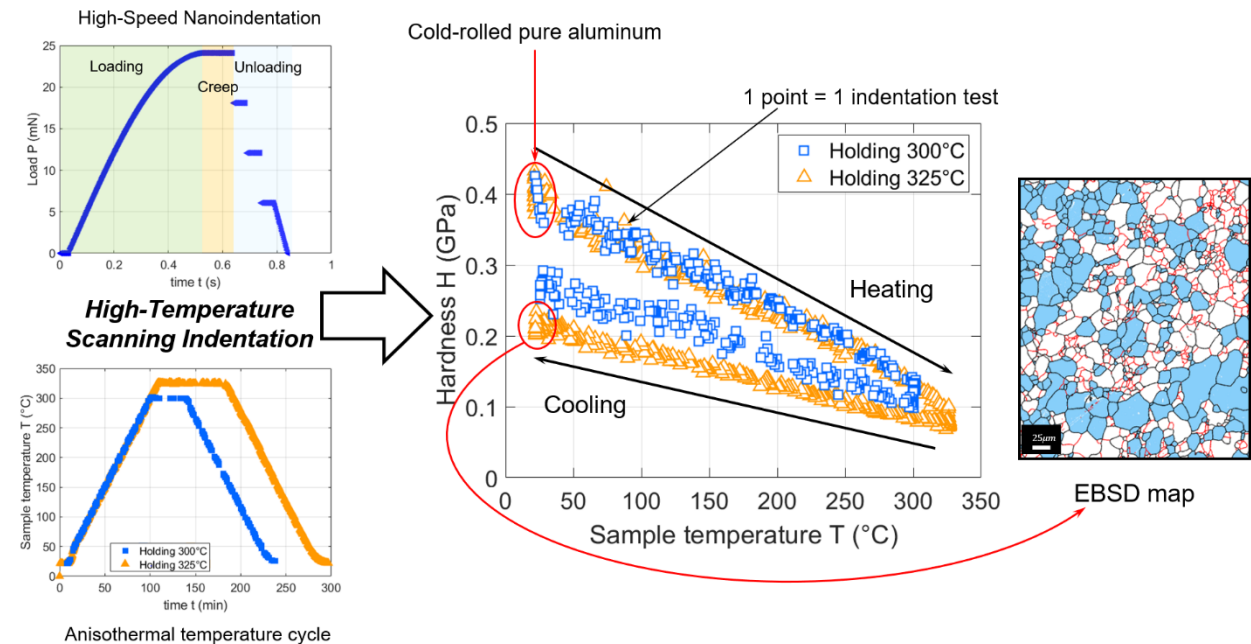 High-Speed Nanoindentation
25
20
15
10
5
0
Load P (mN)
Loading
Creep
Unloading
0
0.2
0.4
0.6
0.8
1
time t (s)
High-Temperature
Scanning Indentation
350
300
250
200
150
100
50
0
Sample temperature T (°C)
Holding 300°C
Holding 325°C
0
50
100
150
200
250
300
time t (min)
Anisothermal temperature cycle
Cold-rolled pure aluminum
1 point = 1 indentation test
0.5
0.4
0.3
0.2
0.1
0
Hardness H (GPa)
Holding 300°C
Holding 325°C
Heating
Cooling
0
50
100
150
200
250
300
350
Sample temperature T (°C)
25μm
EBSD map